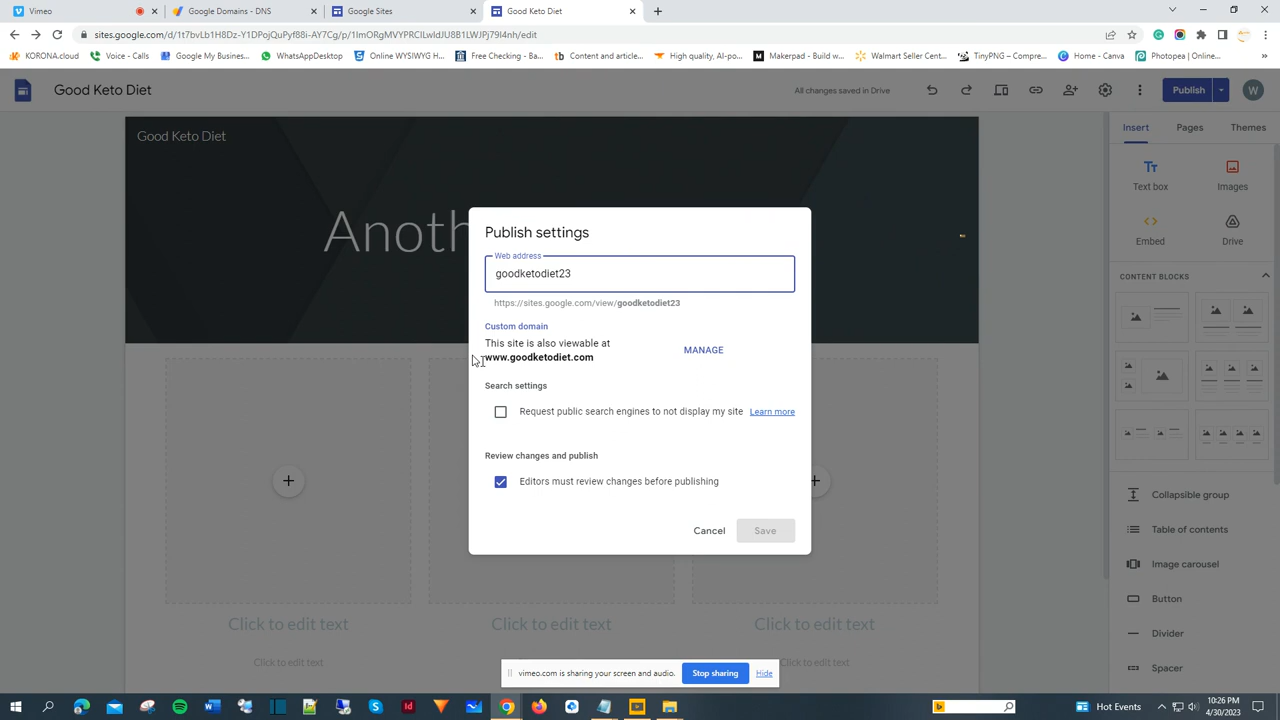 Vimeo
Google Domains - DNS
Google Sites
Good Keto Diet
sites.google.com/d/1t7bvLb1H8Dz-Y1DPojQuPyf88i-AY7Cg/p/1ImORgMVYPRCILwIdJU8B1LWJPj79I4nh/edit
KORONA.cloud
Voice - Calls
Google My Business...
WhatsAppDesktop
Online WYSIWYG H...
Free Checking - Ba...
Content and article...
High quality, AI-po...
Makerpad - Build w...
Walmart Seller Cent...
TinyPNG – Compre...
Home - Canva
Photopea | Online...
Good Keto Diet
All changes saved in Drive
Publish
W
Good Keto Diet
Insert
Pages
Themes
Text box
Images
Embed
Drive
CONTENT BLOCKS
Anoth
Publish settings
Web address
goodketodiet23
https://sites.google.com/view/goodketodiet23
Custom domain
This site is also viewable at
www.goodketodiet.com
MANAGE
Search settings
Request public search engines to not display my site Learn more
Review changes and publish
Editors must review changes before publishing
Cancel
Save
Collapsible group
Table of contents
Image carousel
Button
Divider
Spacer
Click to edit text
Click to edit text
Click to edit text
Click to edit text
vimeo.com is sharing your screen and audio.
Stop sharing
Hide
Hot Events
10:26 PM
4/30/2023